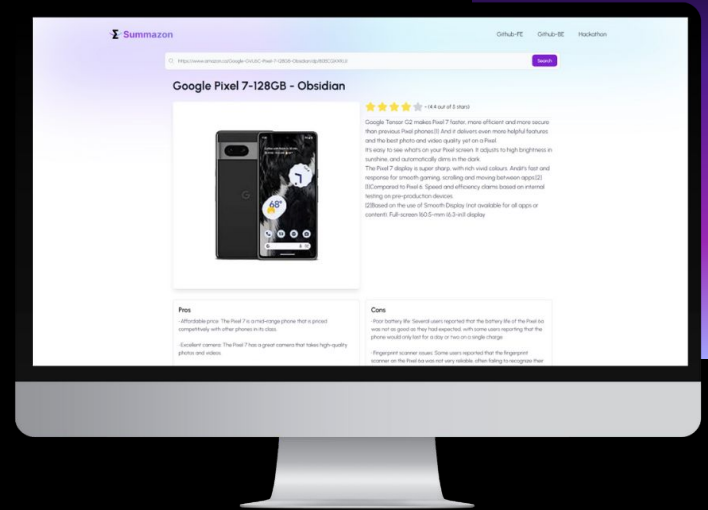 Summazon
Github-FE Github-BE Hackathon
Search
Google Pixel 7-128GB - Obsidian
- (4.4 out of 5 stars)
Google Tensor G2 makes Pixel 7 faster, more efficient and more secure
than previous Pixel phones.[1] And it delivers even more helpful features
and the best photo and video quality yet on a Pixel
It's easy to see what's on your Pixel screen. It adjusts to high brightness in
sunshine, and automatically dims in the dark.
The Pixel 7 display is super sharp, with rich vivid colours. Andit's fast and
response for smooth gaming, scrolling and moving between apps.[2]
[1]Compared to Pixel 6. Speed and efficiency claims based on internal
testing on pre-production devices.
[2]Based on the use of Smooth Display (not available for all apps or
content). Full-screen 160.5-mm (6.3-in) display
68°
Pros
-Affordable price: The Pixel 7 is a mid-range phone that is priced
competitively with other phones in its class.
-Excellent camera: The Pixel 7 has a great camera that takes high-quality
photos and videos.
Cons
-Poor battery life: Several users reported that the battery life of the Pixel 6a
was not as good as they had expected, with some users reporting that the
phone would only last for a day or two on a single charge.
-Fingerprint scanner issues: Some users reported that the fingerprint
scanner on the Pixel 6a was not very reliable, often failing to recognize their